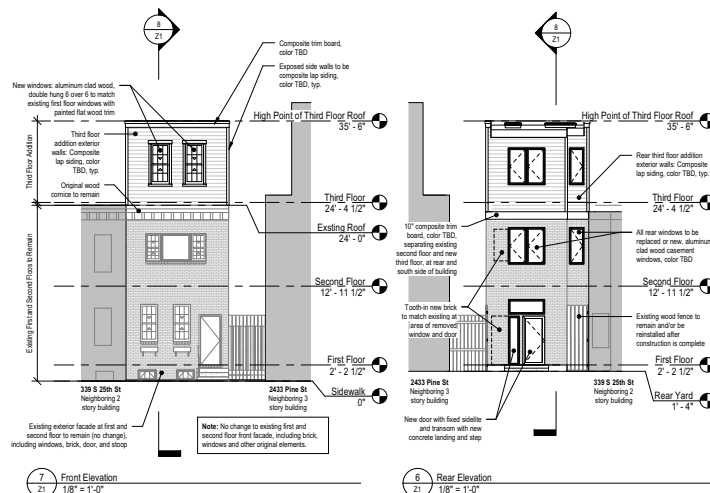 8
Z1
Composite trim board,
color TBD
Exposed side walls to be
composite lap siding,
color TBD, typ.
New windows: aluminum clad wood,
double hung 6 over 6 to match
existing first floor windows with
painted flat wood trim
High Point of Third Floor Roof
35' - 6"
Third Floor Addition
Third floor
addition exterior
walls: Composite
lap siding, color
TBD, typ.
Original wood
cornice to remain
Third Floor
24' - 4 1/2"
Exsting Roof
24' - 0"
Existing First and Second Floors to Remain
Second Floor
12' - 11 1/2"
First Floor
2' - 2 1/2"
Sidewalk
0"
339 S 25th St
Neighboring 2
story building
2433 Pine St
Neighboring 3
story building
Existing exterior facade at first and
second floor to remain (no change),
including windows, brick, door, and stoop
Note: No change to existing first and
second floor front facade, including brick,
windows and other original elements.
7
Z1
Front Elevation
1/8" = 1'-0"
8
Z1
High Point of Third Floor Roof
35' - 6"
Rear third floor addition
exterior walls: Composite
lap siding, color TBD, typ.
Third Floor
24' - 4 1/2"
10" composite trim
board, color TBD,
separating existing
second floor and new
third floor, at rear and
south side of building
All rear windows to be
replaced or new, aluminum
clad wood casement
windows, color TBD
Second Floor
12' - 11 1/2"
Tooth-in new brick
to match existing at
area of removed
window and door
Existing wood fence to
remain and/or be
reinstalled after
construction is complete
First Floor
2' - 2 1/2"
2433 Pine St
Neighboring 3
story building
339 S 25th St
Neighboring 2
story building
Rear Yard
1' - 4"
New door with fixed sidelite
and transom with new
concrete landing and step
6
Z1
Rear Elevation
1/8" = 1'-0"